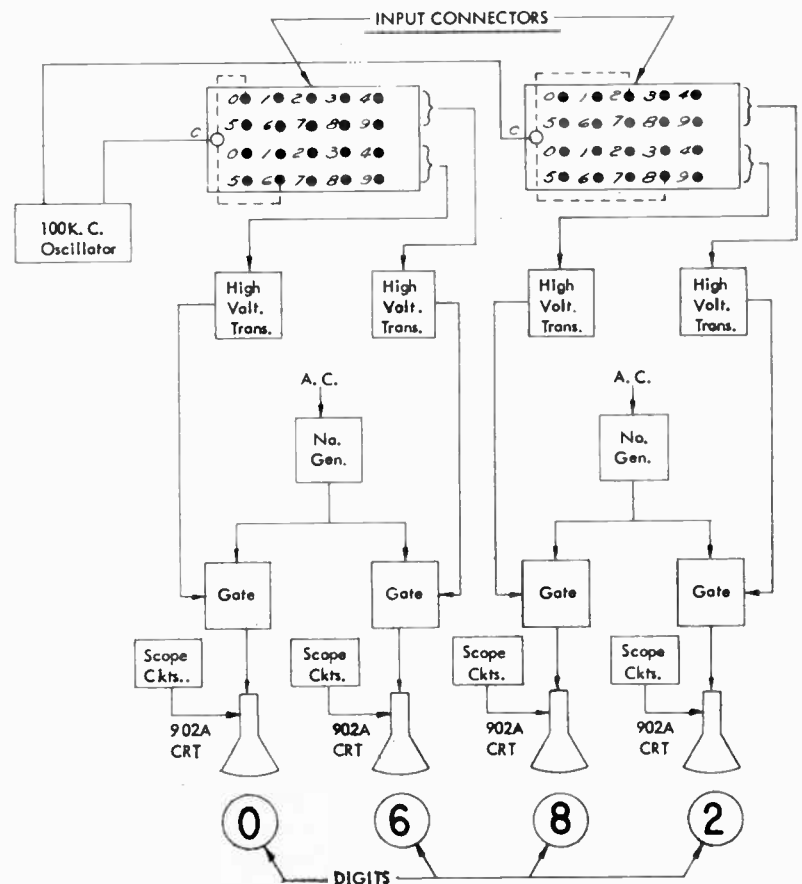 INPUT CONNECTORS
0 1 2 3 4
5 6 7 8 9
0 1 2 3 4
5 6 7 8 9
C
0 1 2 3 4
5 6 7 8 9
0 1 2 3 4
5 6 7 8 9
C
100K. C.
Oscillator
High
Volt.
Trans.
High
Volt.
Trans.
High
Volt.
Trans.
High
Volt.
Trans.
A. C.
No.
Gen.
A. C.
No.
Gen.
Gate
Gate
Gate
Gate
Scope
Ckts..
Scope
Ckts.
Scope
Ckts.
Scope
Ckts.
902A
CRT
902A
CRT
902A
CRT
902A
CRT
0 6 8 2
DIGITS